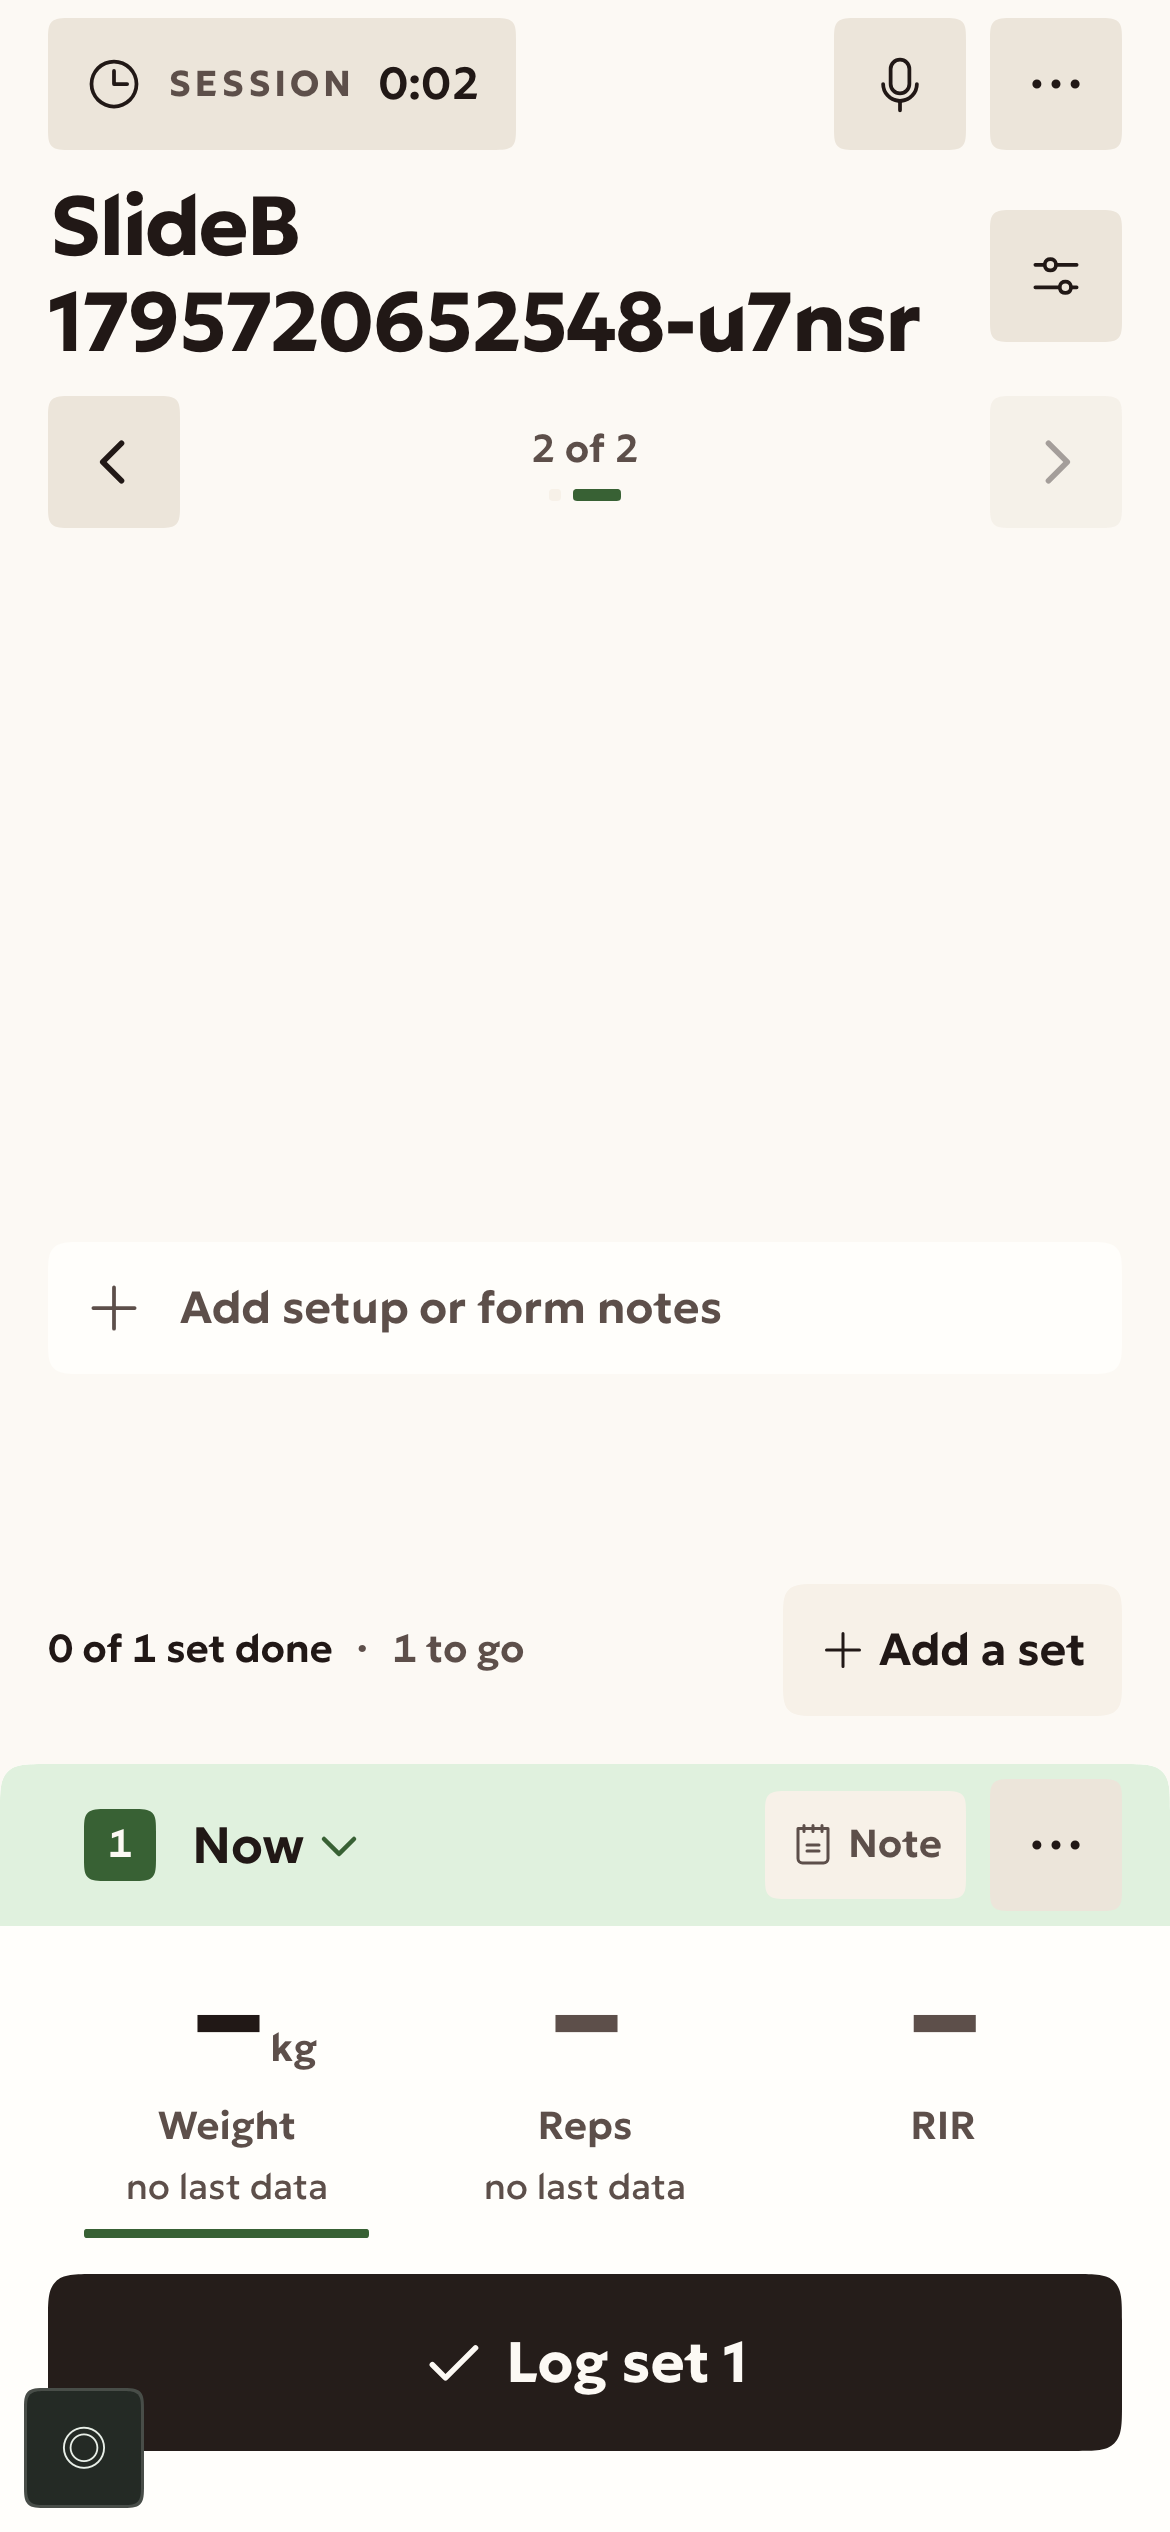 SESSION 0:02
SlideB
1795720652548-u7nsr
2 of 2
Add setup or form notes
0 of 1 set done · 1 to go
Add a set
1 Now
Note
— kg
Weight
no last data
—
Reps
no last data
—
RIR
Log set 1